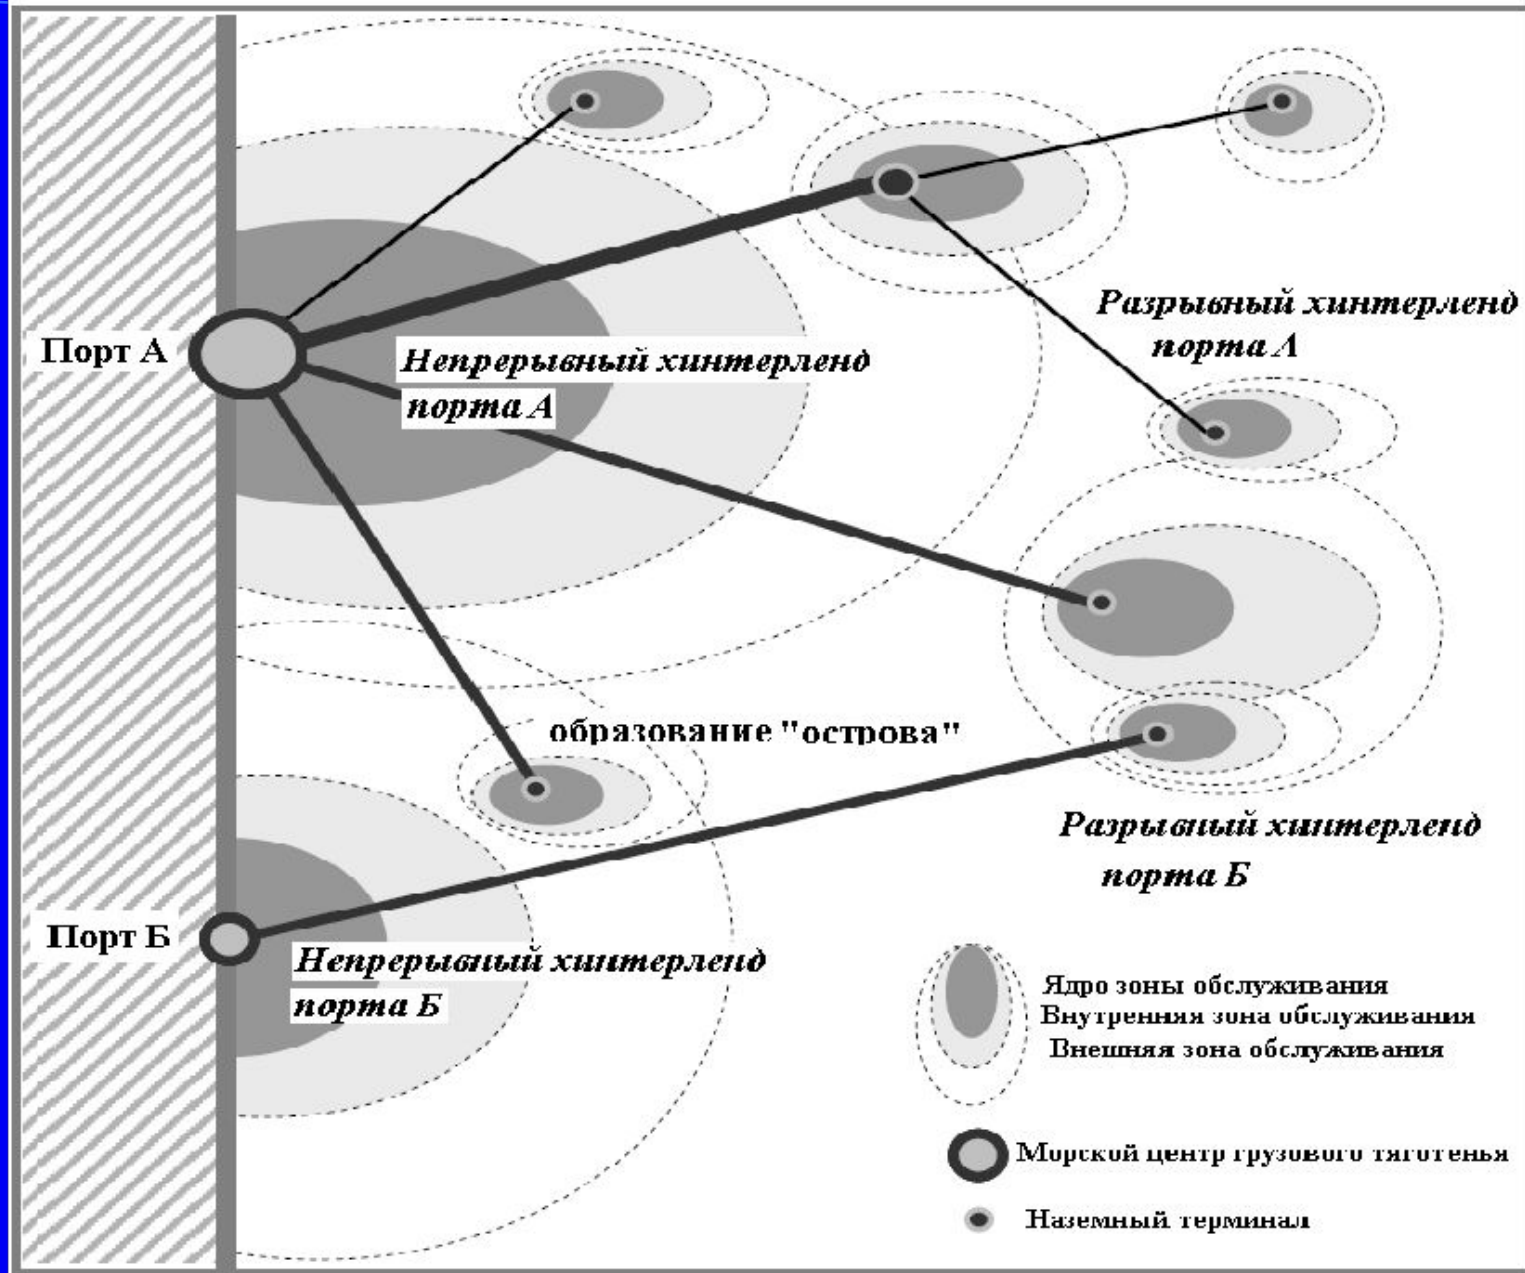 Разрывный хинтерленд
порта А
Порт А
Непрерывный хинтерленд
порта А
образование "острова"
Разрывный хинтерленд
порта Б
Порт Б
Непрерывный хинтерленд
порта Б
Ядро зоны обслуживания
Внутренняя зона обслуживания
Внешняя зона обслуживания
Морской центр грузового тяготенья
Наземный терминал